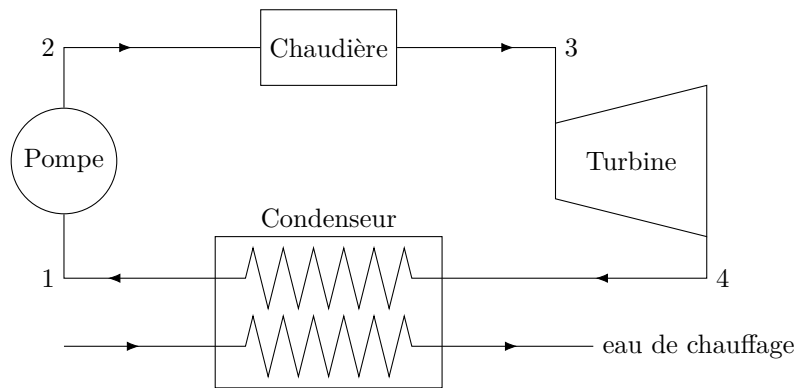 2
Chaudière
3
Pompe
Turbine
Condenseur
1
4
eau de chauffage